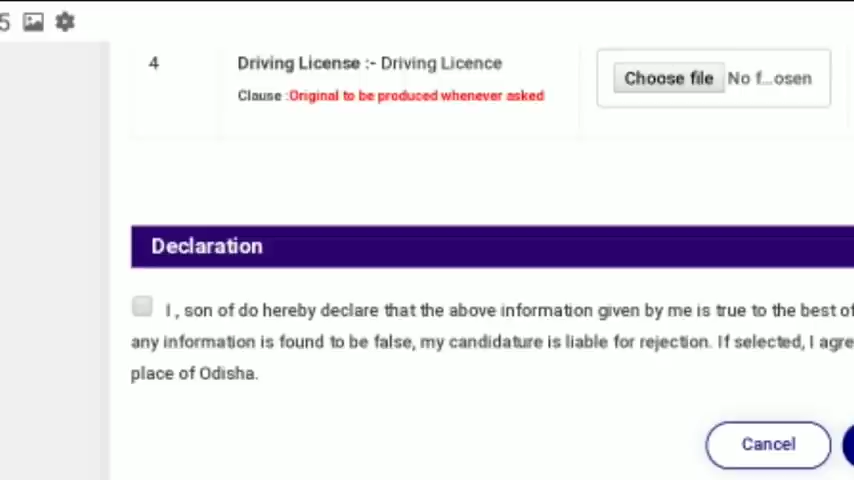 5
4
Driving License :- Driving Licence
Choose file No f...osen
Clause :Original to be produced whenever asked
Declaration
I , son of do hereby declare that the above information given by me is true to the best of
any information is found to be false, my candidature is liable for rejection. If selected, I agre
place of Odisha.
Cancel